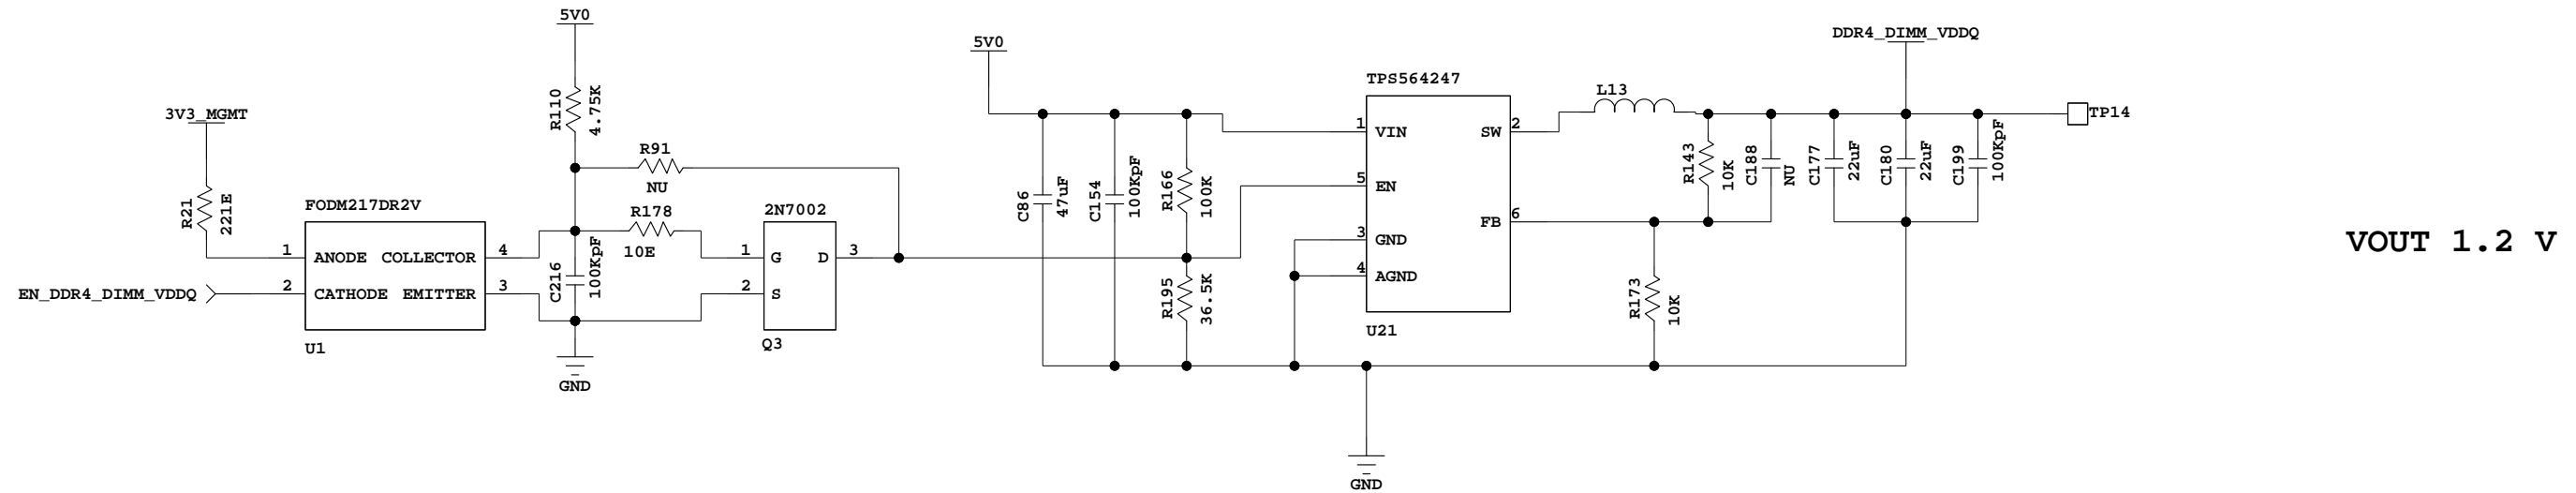 5V0
R110
4.75K
3V3_MGMT
R21
221E
R91
NU
R178
10E
FODM217DR2V
1
ANODE
COLLECTOR
4
2
CATHODE
EMITTER
3
EN_DDR4_DIMM_VDDQ
U1
C216
100KpF
GND
2N7002
1
G
D
3
2
S
Q3
5V0
C86
47uF
C154
100KpF
R166
100K
R195
36.5K
TPS564247
1
VIN
SW
2
5
EN
FB
6
3
GND
4
AGND
U21
GND
L13
R143
10K
C188
NU
C177
22uF
C180
22uF
C199
100KpF
R173
10K
DDR4_DIMM_VDDQ
TP14
VOUT 1.2 V